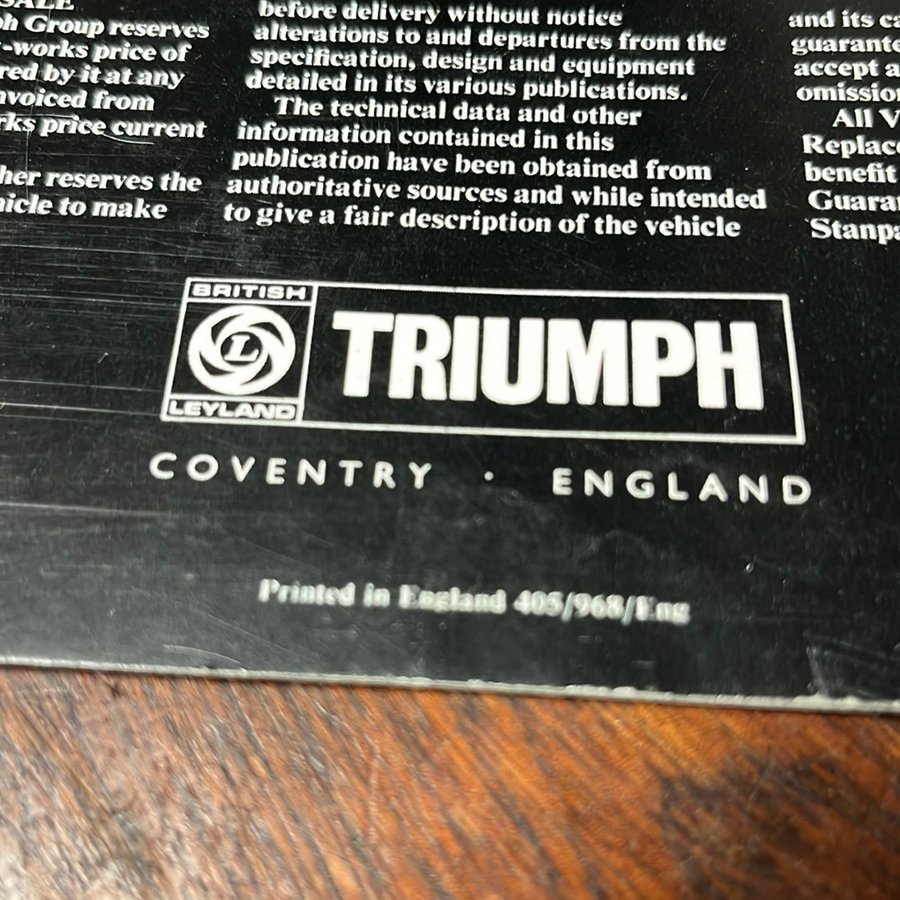 SALE
ph Group reserves
-works price of
red by it at any
nvoiced from
rks price current
her reserves the
hicle to make
before delivery without notice
alterations to and departures from the
specification, design and equipment
detailed in its various publications.
The technical data and other
information contained in this
publication have been obtained from
authoritative sources and while intended
to give a fair description of the vehicle
and its ca
guarante
accept a
omission
All V
Replace
benefit
Guaran
Stanpa
BRITISH
L
LEYLAND
TRIUMPH
COVENTRY · ENGLAND
Printed in England 405/968/Eng